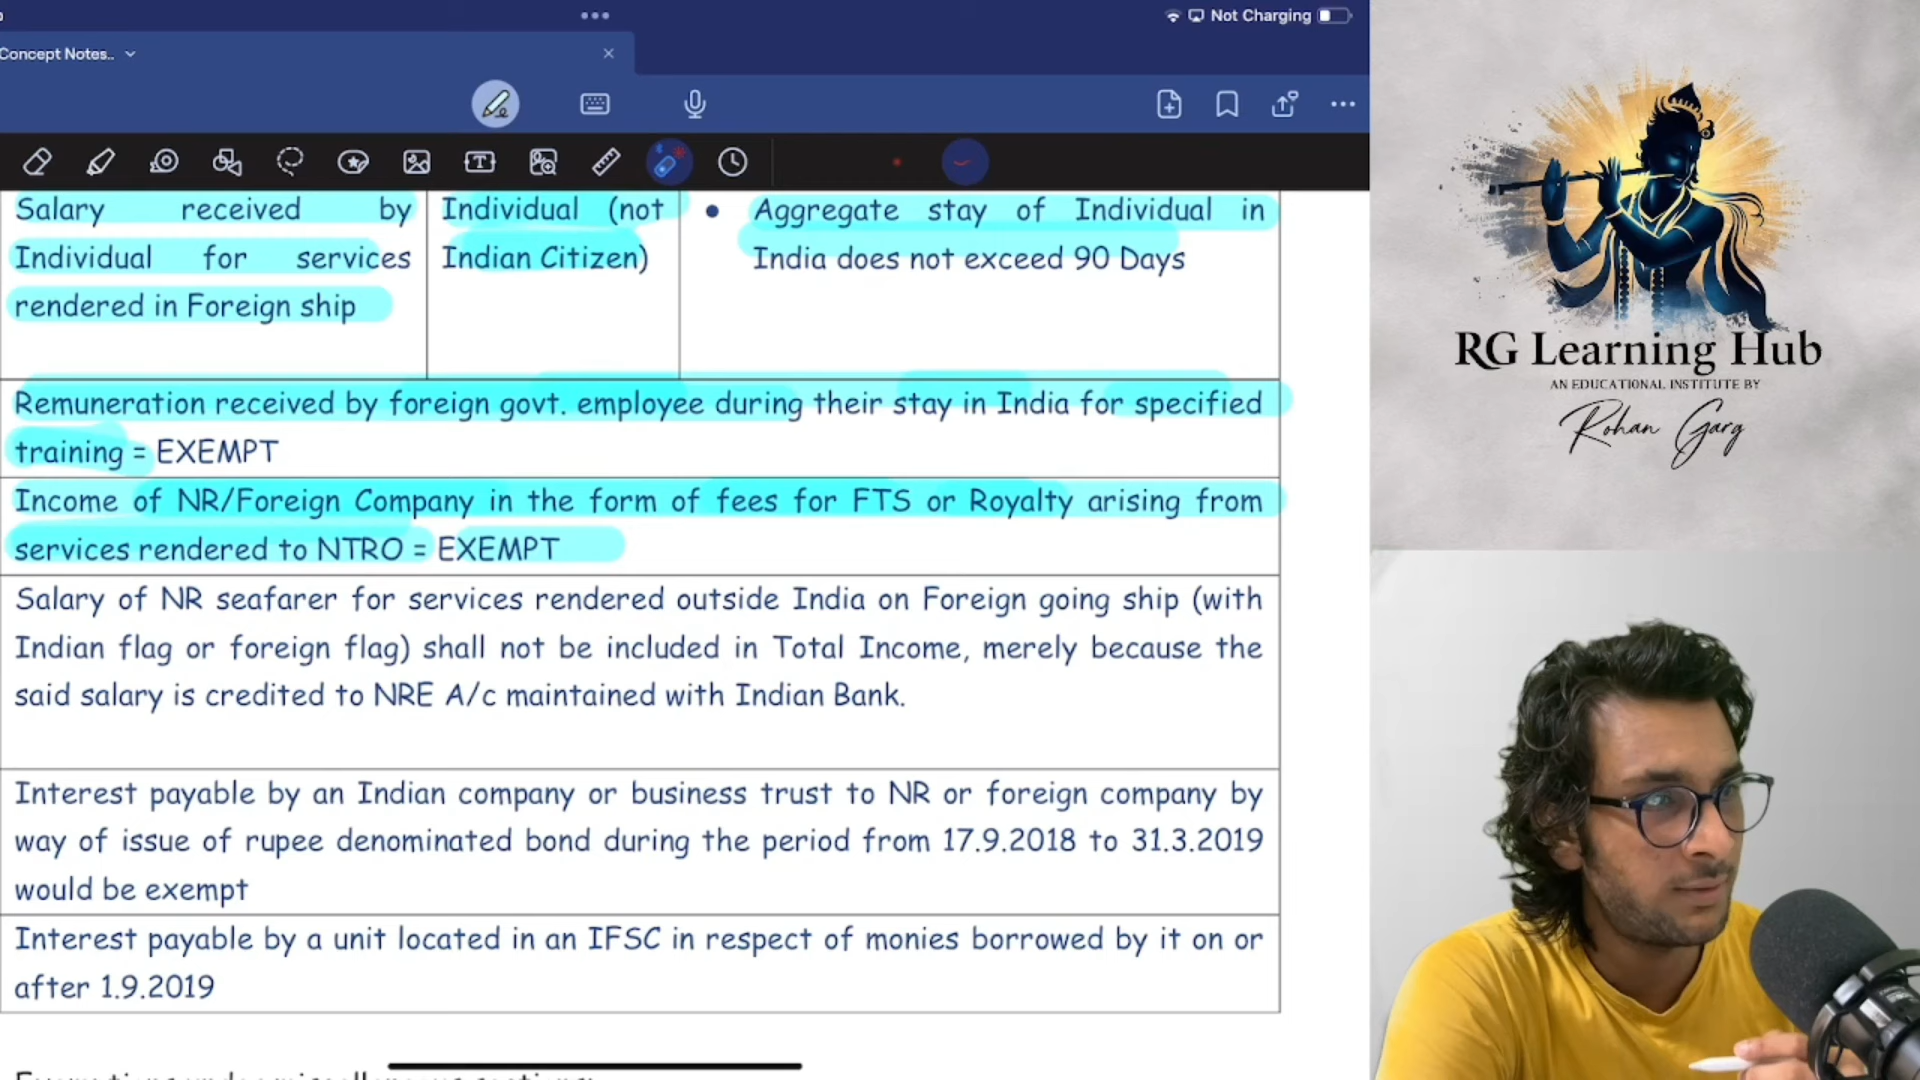 Not Charging
Concept Notes..
Salary received by
Individual for services
rendered in Foreign ship
Individual (not
Indian Citizen)
• Aggregate stay of Individual in
India does not exceed 90 Days
Remuneration received by foreign govt. employee during their stay in India for specified
training = EXEMPT
Income of NR/Foreign Company in the form of fees for FTS or Royalty arising from
services rendered to NTRO = EXEMPT
Salary of NR seafarer for services rendered outside India on Foreign going ship (with
Indian flag or foreign flag) shall not be included in Total Income, merely because the
said salary is credited to NRE A/c maintained with Indian Bank.
Interest payable by an Indian company or business trust to NR or foreign company by
way of issue of rupee denominated bond during the period from 17.9.2018 to 31.3.2019
would be exempt
Interest payable by a unit located in an IFSC in respect of monies borrowed by it on or
after 1.9.2019
RG Learning Hub
AN EDUCATIONAL INSTITUTE BY
Rohan Garg